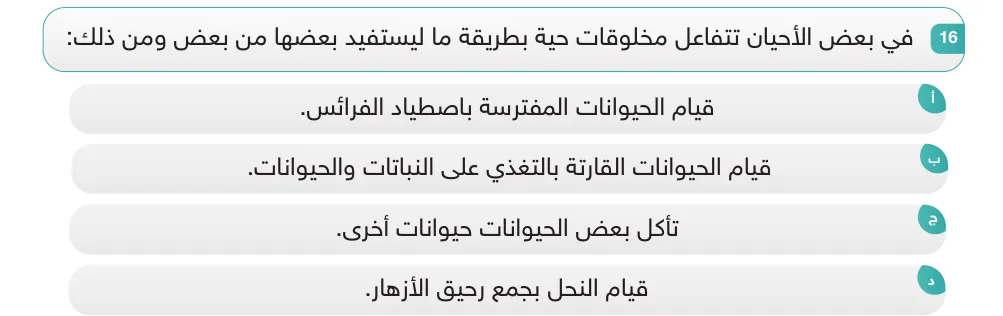 16 في بعض الأحيان تتفاعل مخلوقات حية بطريقة ما ليستفيد بعضها من بعض ومن ذلك:
أ قيام الحيوانات المفترسة باصطياد الفرائس.
ب قيام الحيوانات القارتة بالتغذي على النباتات والحيوانات.
ج تأكل بعض الحيوانات حيوانات أخرى.
د قيام النحل بجمع رحيق الأزهار.